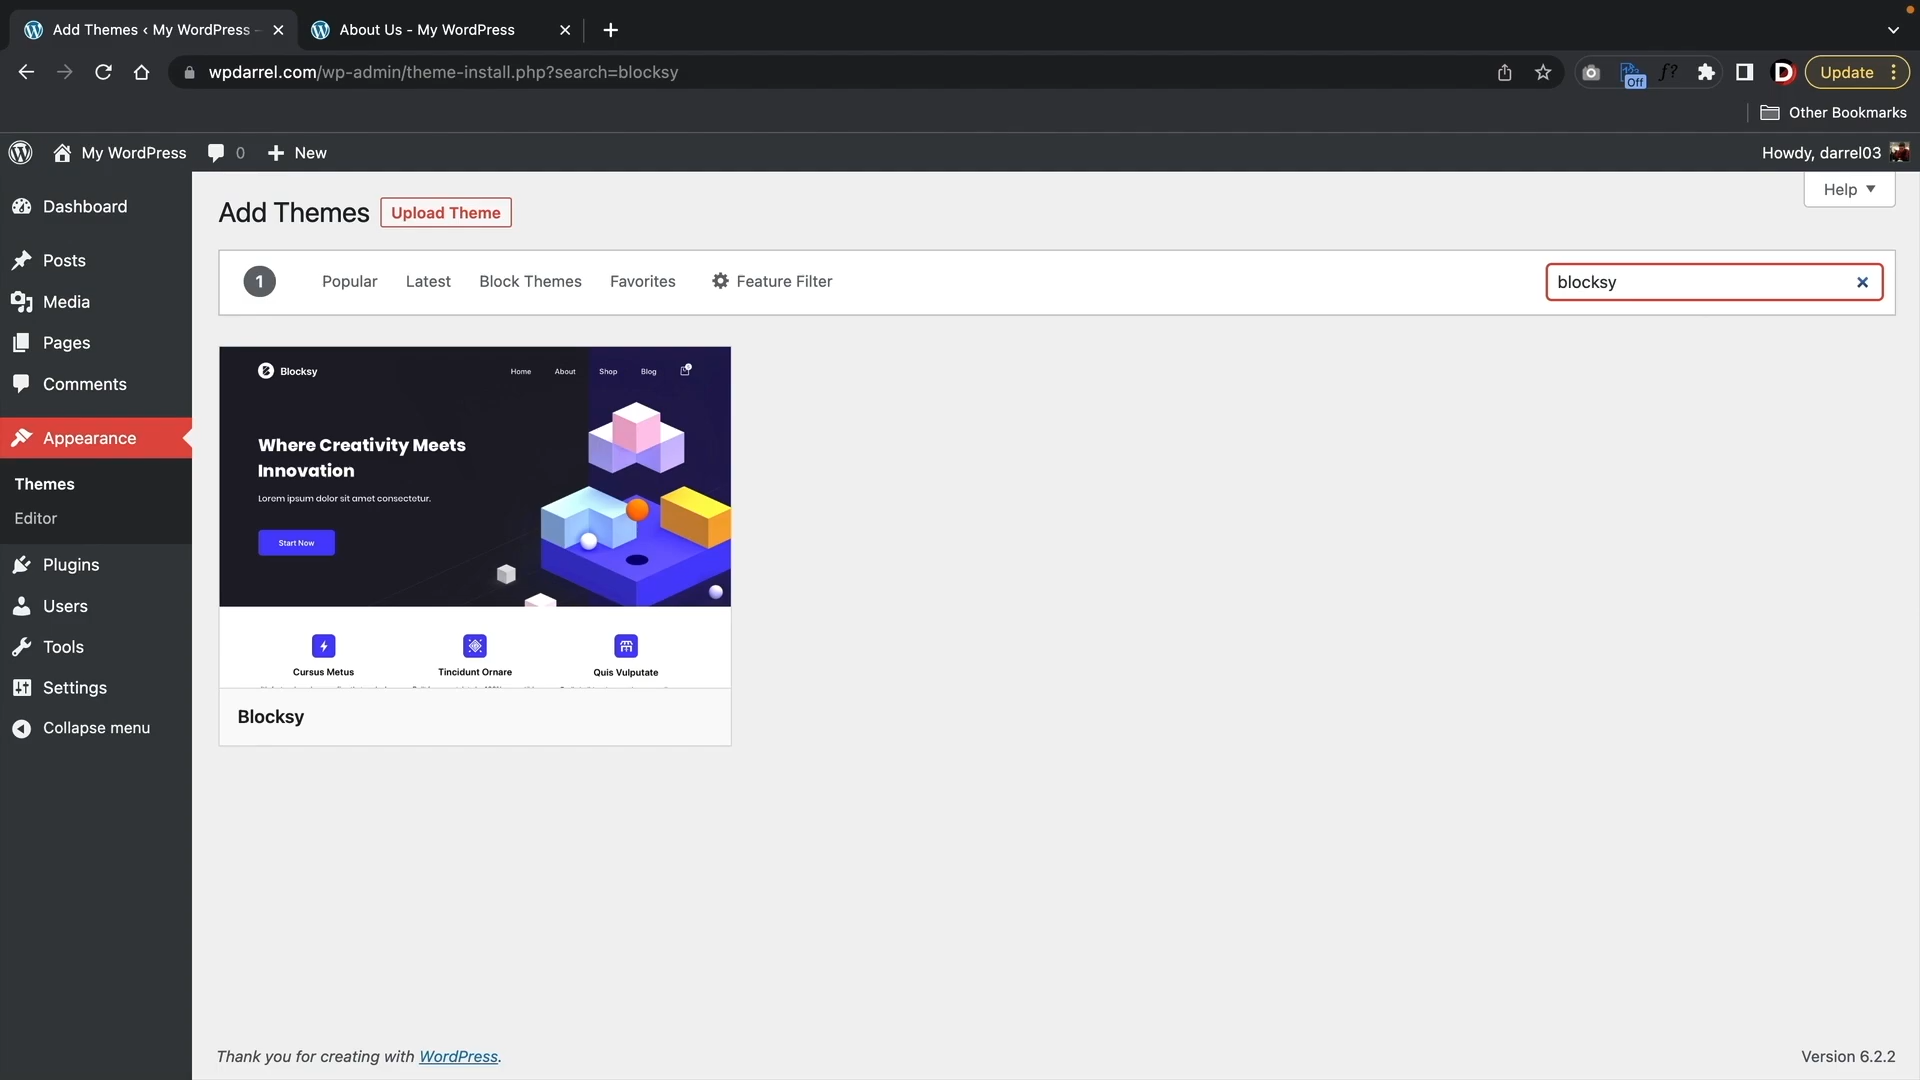 Add Themes ‹ My WordPress -
About Us - My WordPress
wpdarrel.com/wp-admin/theme-install.php?search=blocksy
Off
f?
D
Update
Other Bookmarks
My WordPress
0
New
Howdy, darrel03
Dashboard
Posts
Media
Pages
Comments
Appearance
Themes
Editor
Plugins
Users
Tools
Settings
Collapse menu
Help
Add Themes
Upload Theme
1
Popular
Latest
Block Themes
Favorites
Feature Filter
blocksy
Blocksy
Home
About
Shop
Blog
Where Creativity Meets
Innovation
Lorem ipsum dolor sit amet consectetur.
Start Now
Cursus Metus
Tincidunt Ornare
Quis Vulputate
Blocksy
Thank you for creating with WordPress.
Version 6.2.2